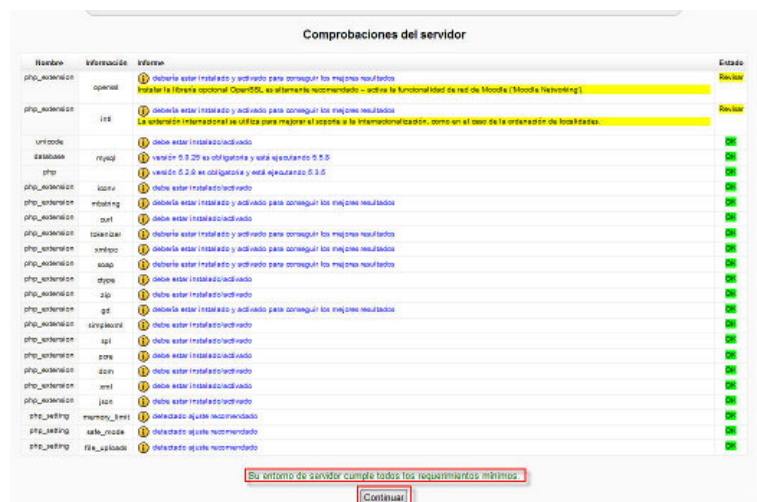 Comprobaciones del servidor
Nombre Información Informe Estado
php_extension openssl debería estar instalado y activado para conseguir los mejores resultados Revisar
Instalar la librería opcional OpenSSL es altamente recomendado -- activa la funcionalidad de red de Moodle ('Moodle Networking').
php_extension intl debería estar instalado y activado para conseguir los mejores resultados Revisar
La extensión internacional se utiliza para mejorar el soporte a la internacionalización, como en el caso de la ordenación de localidades.
unicode debe estar instalado/activado OK
database mysql versión 5.0.25 es obligatoria y está ejecutando 5.5.8 OK
php versión 5.2.8 es obligatoria y está ejecutando 5.3.5 OK
php_extension iconv debe estar instalado/activado OK
php_extension mbstring debería estar instalado y activado para conseguir los mejores resultados OK
php_extension curl debe estar instalado/activado OK
php_extension tokenizer debería estar instalado y activado para conseguir los mejores resultados OK
php_extension xmlrpc debería estar instalado y activado para conseguir los mejores resultados OK
php_extension soap debería estar instalado y activado para conseguir los mejores resultados OK
php_extension ctype debe estar instalado/activado OK
php_extension zip debe estar instalado/activado OK
php_extension gd debería estar instalado y activado para conseguir los mejores resultados OK
php_extension simplexml debe estar instalado/activado OK
php_extension spl debe estar instalado/activado OK
php_extension pcre debe estar instalado/activado OK
php_extension dom debe estar instalado/activado OK
php_extension xml debe estar instalado/activado OK
php_extension json debe estar instalado/activado OK
php_setting memory_limit detectado ajuste recomendado OK
php_setting safe_mode detectado ajuste recomendado OK
php_setting file_uploads detectado ajuste recomendado OK
Su entorno de servidor cumple todos los requerimientos mínimos.
Continuar